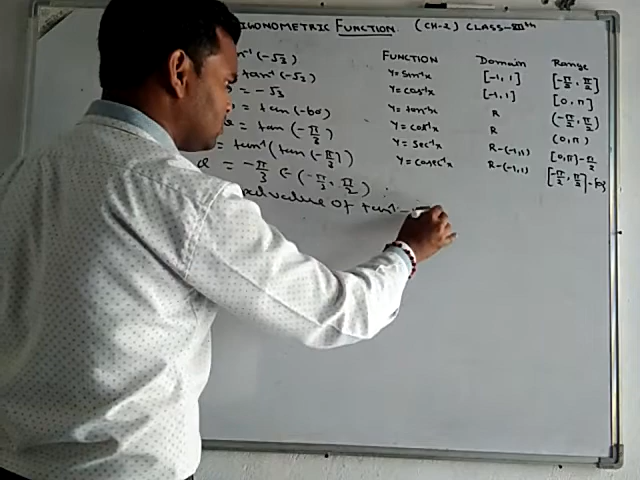 TRIGONOMETRIC FUNCTION (CH-2) CLASS-XIIth
tan⁻¹(-√3)
tan⁻¹(-√3)
= -√3
= tan(-60)
= tan(-π/3)
= tan⁻¹(tan(-π/3))
= -π/3 ∈ (-π/2, π/2)
value of tan⁻¹
FUNCTION Domain Range
Y=sin⁻¹x [-1,1] [-π/2, π/2]
Y=cos⁻¹x [-1,1] [0,π]
Y=tan⁻¹x R (-π/2, π/2)
Y=cot⁻¹x R (0,π)
Y=sec⁻¹x R-(-1,1) [0,π]-π/2
Y=cosec⁻¹x R-(-1,1) [-π/2, π/2]-{0}